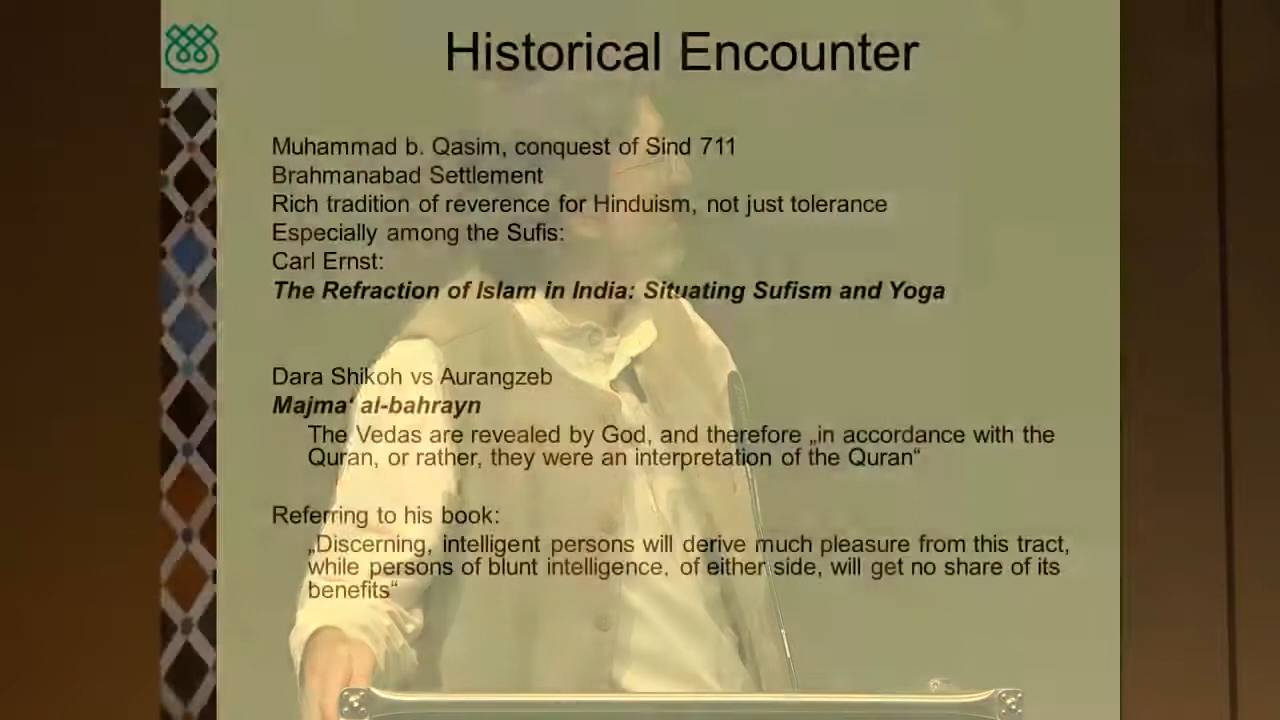 Historical Encounter
Muhammad b. Qasim, conquest of Sind 711
Brahmanabad Settlement
Rich tradition of reverence for Hinduism, not just tolerance
Especially among the Sufis:
Carl Ernst:
The Refraction of Islam in India: Situating Sufism and Yoga
Dara Shikoh vs Aurangzeb
Majma‘ al-bahrayn
The Vedas are revealed by God, and therefore „in accordance with the
Quran, or rather, they were an interpretation of the Quran“
Referring to his book:
„Discerning, intelligent persons will derive much pleasure from this tract,
while persons of blunt intelligence, of either side, will get no share of its
benefits“